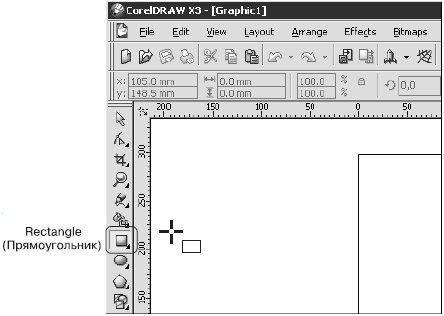 CorelDRAW X3 - [Graphic1]
File Edit View Layout Arrange Effects Bitmaps
x: 105.0 mm 0.0 mm 100.0 % 0,0
y: 148.5 mm 0.0 mm 100.0 %
200 150 100 50 0 50
300
250
200
150
Rectangle
(Прямоугольник)